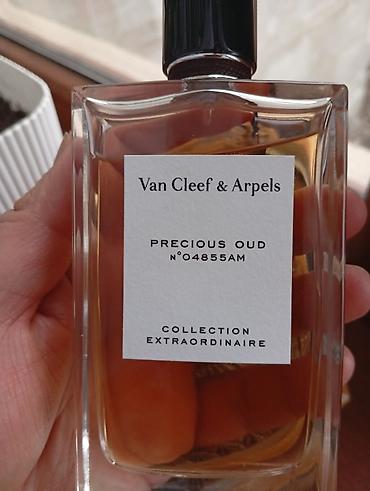 Van Cleef & Arpels
PRECIOUS OUD
N°04855AM
COLLECTION
EXTRAORDINAIRE